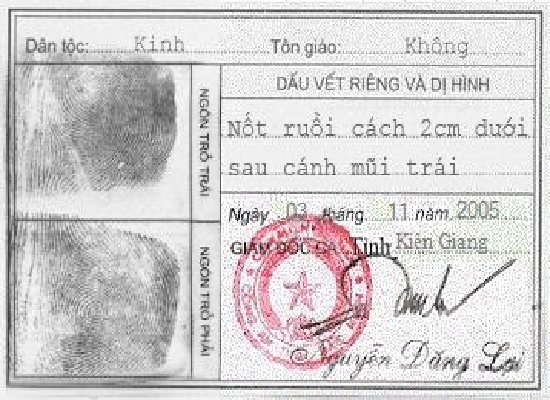 Dân tộc: Kinh Tôn giáo: Không
DẤU VẾT RIÊNG VÀ DỊ HÌNH
Nốt ruồi cách 2cm dưới
sau cánh mũi trái
Ngày 03 tháng 11 năm 2005
GIÁM ĐỐC CA Tỉnh Kiên Giang
Nguyễn Đăng
NGÓN TRỎ TRÁI
NGÓN TRỎ PHẢI